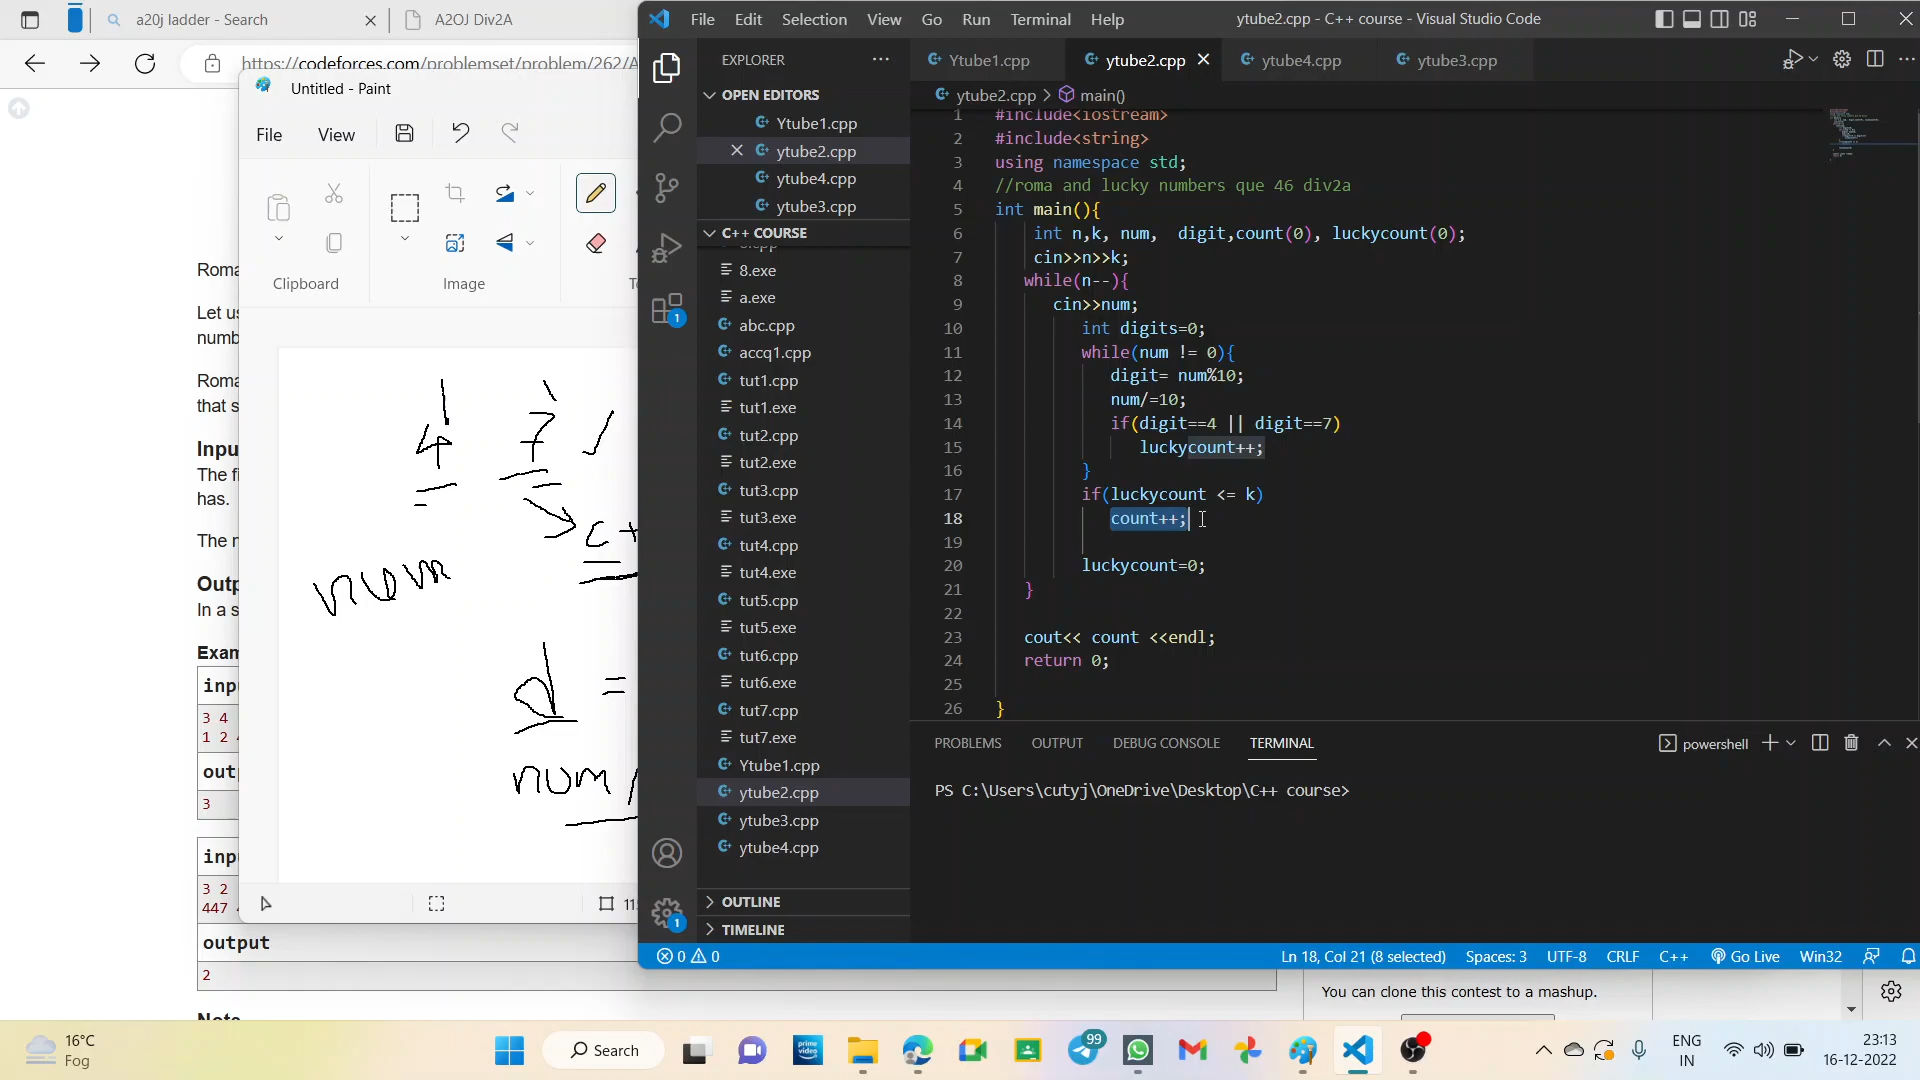 a20j ladder - Search
A2OJ Div2A
https://codeforces.com/problemset/problem/262/A
Roma
Let us
numb
Roma
that s
Inpu
The fi
has.
The n
Outp
In a s
Exam
inpu
3 4
1 2
outp
3
inpu
3 2
447
output
2
Untitled - Paint
File
View
Clipboard
Image
4 7
c+
num
d =
num/
File Edit Selection View Go Run Terminal Help
ytube2.cpp - C++ course - Visual Studio Code
EXPLORER
OPEN EDITORS
Ytube1.cpp
ytube2.cpp
ytube4.cpp
ytube3.cpp
C++ COURSE
8.exe
a.exe
abc.cpp
accq1.cpp
tut1.cpp
tut1.exe
tut2.cpp
tut2.exe
tut3.cpp
tut3.exe
tut4.cpp
tut4.exe
tut5.cpp
tut5.exe
tut6.cpp
tut6.exe
tut7.cpp
tut7.exe
Ytube1.cpp
ytube2.cpp
ytube3.cpp
ytube4.cpp
OUTLINE
TIMELINE
1
1
Ytube1.cpp ytube2.cpp ytube4.cpp ytube3.cpp
ytube2.cpp > main()
1 #include<iostream>
2 #include<string>
3 using namespace std;
4 //roma and lucky numbers que 46 div2a
5 int main(){
6 int n,k, num, digit,count(0), luckycount(0);
7 cin>>n>>k;
8 while(n--){
9 cin>>num;
10 int digits=0;
11 while(num != 0){
12 digit= num%10;
13 num/=10;
14 if(digit==4 || digit==7)
15 luckycount++;
16 }
17 if(luckycount <= k)
18 count++;
19
20 luckycount=0;
21 }
22
23 cout<< count <<endl;
24 return 0;
25
26 }
PROBLEMS OUTPUT DEBUG CONSOLE TERMINAL
powershell
PS C:\Users\cutyj\OneDrive\Desktop\C++ course>
0 0
Ln 18, Col 21 (8 selected) Spaces: 3 UTF-8 CRLF C++ Go Live Win32
You can clone this contest to a mashup.
16°C
Fog
Search
prime video
99
ENG
IN
23:13
16-12-2022